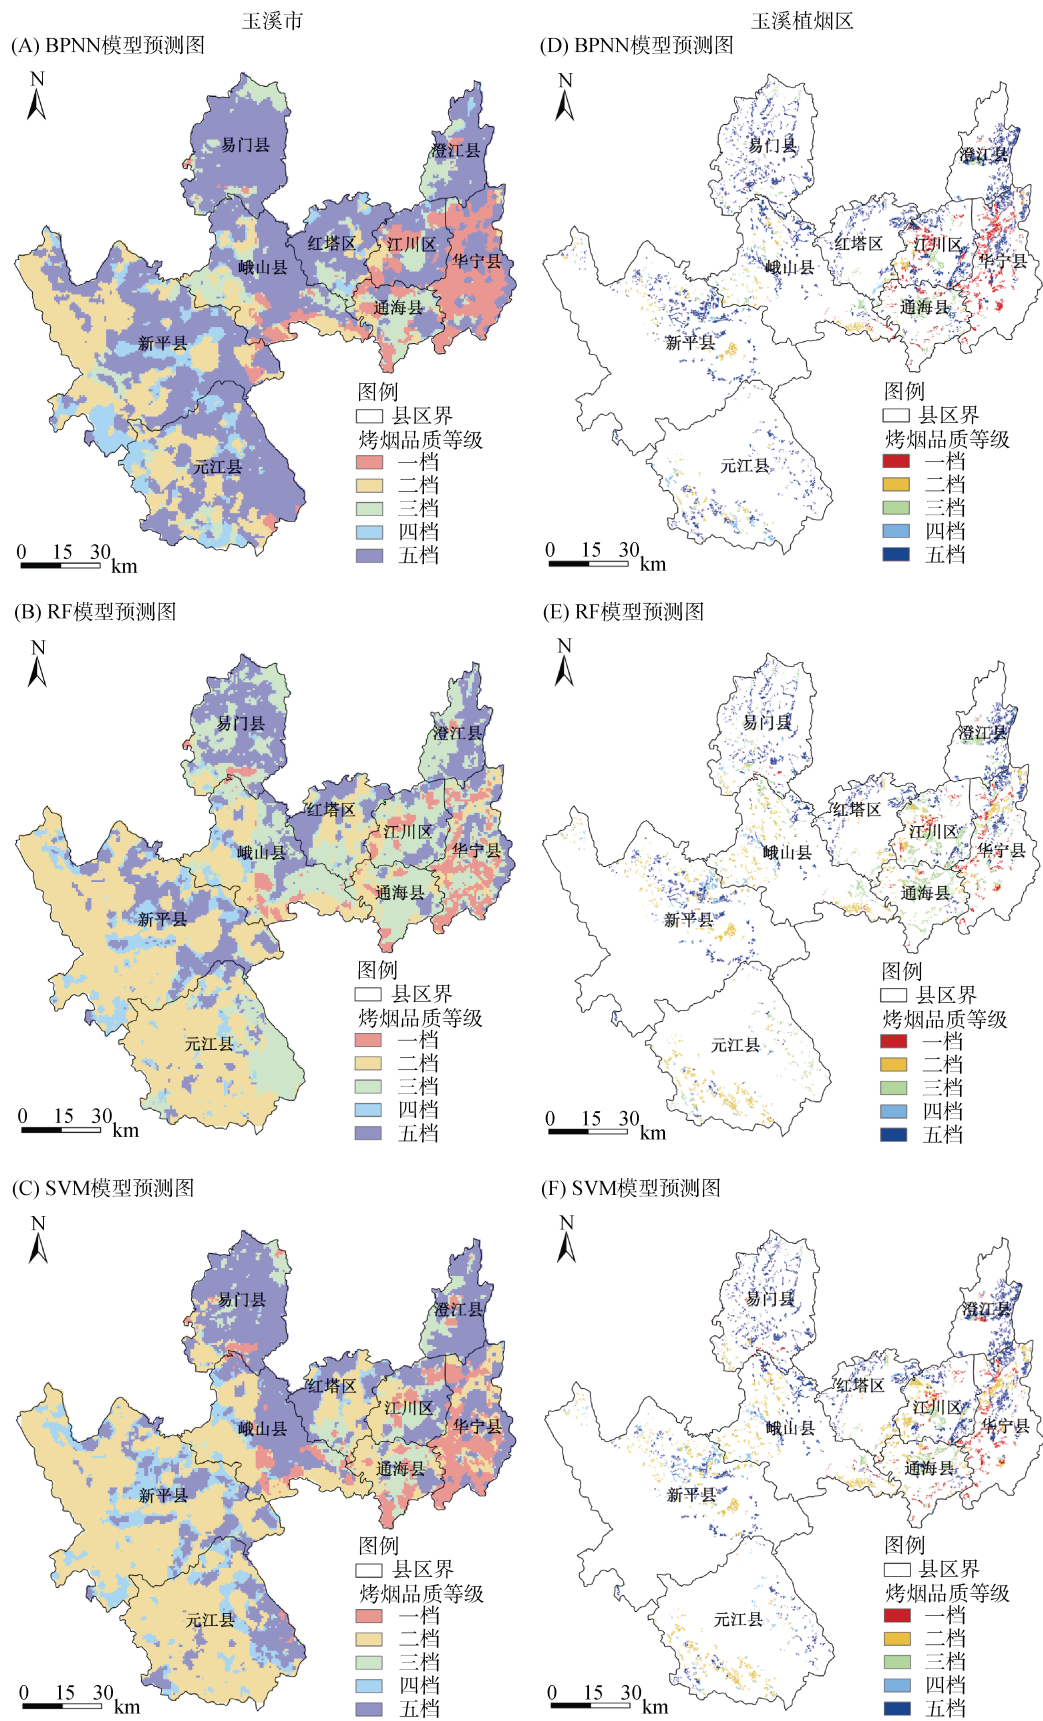 玉溪市
玉溪植烟区
(A) BPNN模型预测图
N
易门县
澄江县
红塔区
江川区
峨山县
华宁县
通海县
新平县
元江县
图例
县区界
烤烟品质等级
一档
二档
三档
四档
五档
0 15 30 km
(D) BPNN模型预测图
N
易门县
澄江县
红塔区
江川区
峨山县
华宁县
通海县
新平县
元江县
图例
县区界
烤烟品质等级
一档
二档
三档
四档
五档
0 15 30 km
(B) RF模型预测图
N
易门县
澄江县
红塔区
江川区
峨山县
华宁县
通海县
新平县
元江县
图例
县区界
烤烟品质等级
一档
二档
三档
四档
五档
0 15 30 km
(E) RF模型预测图
N
易门县
澄江县
红塔区
江川区
峨山县
华宁县
通海县
新平县
元江县
图例
县区界
烤烟品质等级
一档
二档
三档
四档
五档
0 15 30 km
(C) SVM模型预测图
N
易门县
澄江县
红塔区
江川区
峨山县
华宁县
通海县
新平县
元江县
图例
县区界
烤烟品质等级
一档
二档
三档
四档
五档
0 15 30 km
(F) SVM模型预测图
N
易门县
澄江县
红塔区
江川区
峨山县
华宁县
通海县
新平县
元江县
图例
县区界
烤烟品质等级
一档
二档
三档
四档
五档
0 15 30 km